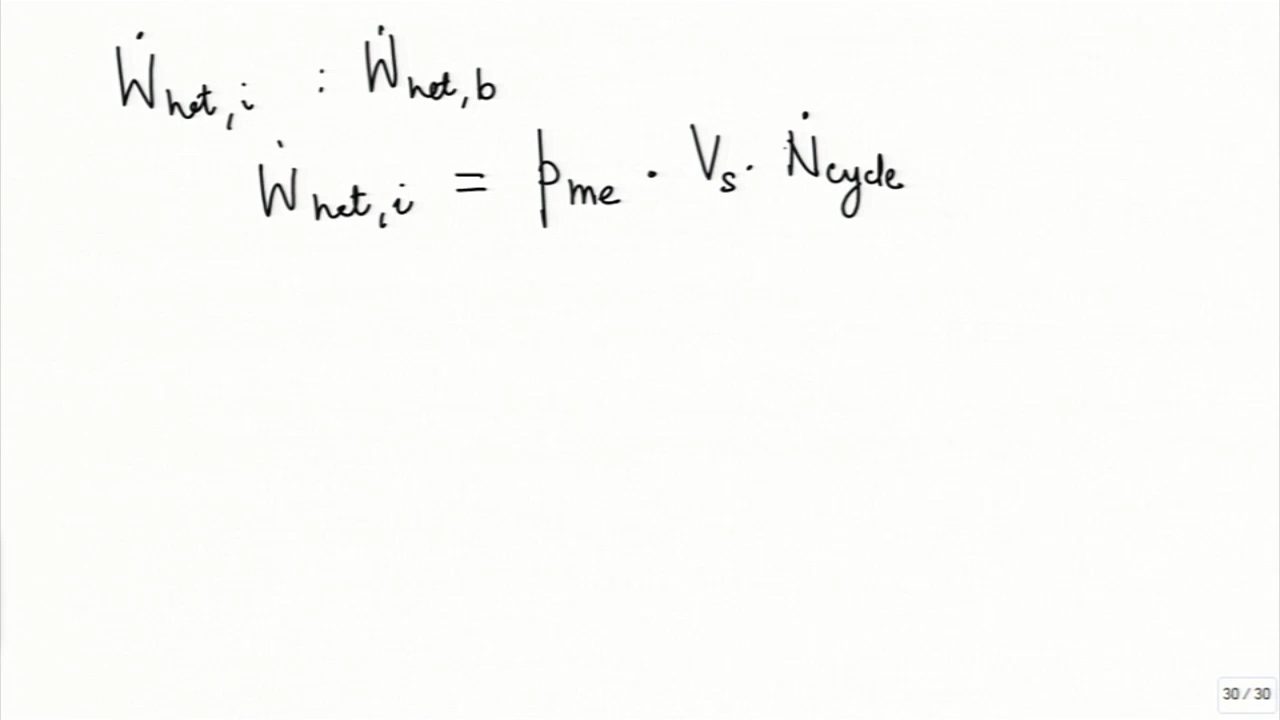 Ẇnet,i : Ẇnet,b
Ẇnet,i = pme · Vs · Ṅcycle
30 / 30